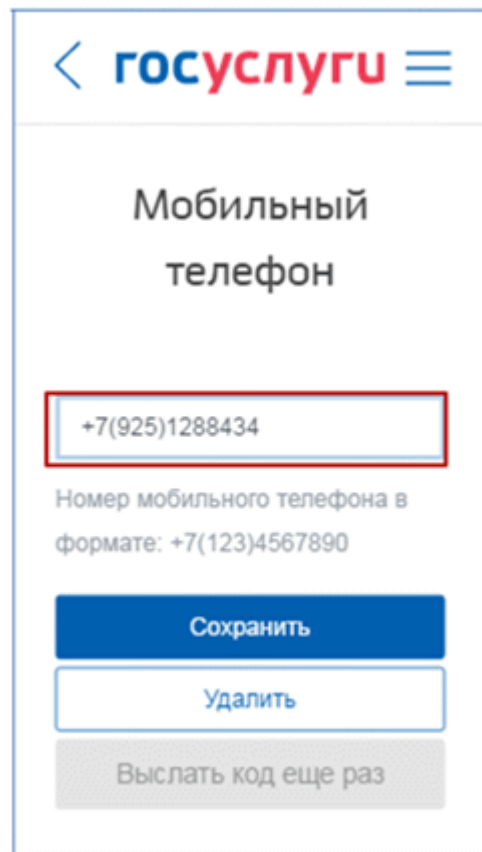 госуслуги
Мобильный
телефон
+7(925)1288434
Номер мобильного телефона в
формате: +7(123)4567890
Сохранить
Удалить
Выслать код еще раз